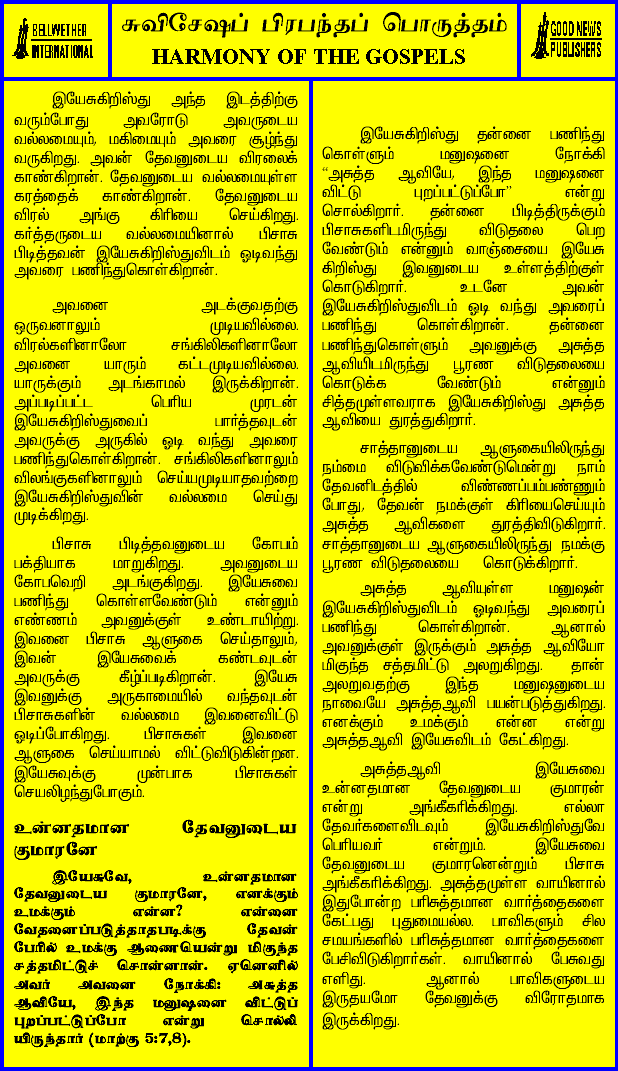 BELLWETHER
INTERNATIONAL
சுவிசேஷப் பிரபந்தப் பொருத்தம்
HARMONY OF THE GOSPELS
GOOD NEWS
PUBLISHERS
இயேசுகிறிஸ்து அந்த இடத்திற்கு
வரும்போது அவரோடு அவருடைய
வல்லமையும், மகிமையும் அவரை சூழ்ந்து
வருகிறது. அவன் தேவனுடைய விரலைக்
காண்கிறான். தேவனுடைய வல்லமையுள்ள
கரத்தைக் காண்கிறான். தேவனுடைய
விரல் அங்கு கிரியை செய்கிறது.
கர்த்தருடைய வல்லமையினால் பிசாசு
பிடித்தவன் இயேசுகிறிஸ்துவிடம் ஓடிவந்து
அவரை பணிந்துகொள்கிறான்.
அவனை அடக்குவதற்கு
ஒருவனாலும் முடியவில்லை.
விரல்களினாலோ சங்கிலிகளினாலோ
அவனை யாரும் கட்டமுடியவில்லை.
யாருக்கும் அடங்காமல் இருக்கிறான்.
அப்படிப்பட்ட பெரிய முரடன்
இயேசுகிறிஸ்துவைப் பார்த்தவுடன்
அவருக்கு அருகில் ஓடி வந்து அவரை
பணிந்துகொள்கிறான். சங்கிலிகளினாலும்
விலங்குகளினாலும் செய்யமுடியாதவற்றை
இயேசுகிறிஸ்துவின் வல்லமை செய்து
முடிக்கிறது.
பிசாசு பிடித்தவனுடைய கோபம்
பக்தியாக மாறுகிறது. அவனுடைய
கோபவெறி அடங்குகிறது. இயேசுவை
பணிந்து கொள்ளவேண்டும் என்னும்
எண்ணம் அவனுக்குள் உண்டாயிற்று.
இவனை பிசாசு ஆளுகை செய்தாலும்,
இவன் இயேசுவைக் கண்டவுடன்
அவருக்கு கீழ்ப்படிகிறான். இயேசு
இவனுக்கு அருகாமையில் வந்தவுடன்
பிசாசுகளின் வல்லமை இவனைவிட்டு
ஓடிப்போகிறது. பிசாசுகள் இவனை
ஆளுகை செய்யாமல் விட்டுவிடுகின்றன.
இயேசுவுக்கு முன்பாக பிசாசுகள்
செயலிழந்துபோகும்.
உன்னதமான தேவனுடைய
குமாரனே
இயேசுவே, உன்னதமான
தேவனுடைய குமாரனே, எனக்கும்
உமக்கும் என்ன? என்னை
வேதனைப்படுத்தாதபடிக்கு தேவன்
பேரில் உமக்கு ஆணையென்று மிகுந்த
சத்தமிட்டுச் சொன்னான். ஏனெனில்
அவர் அவனை நோக்கி: அசுத்த
ஆவியே, இந்த மனுஷனை விட்டுப்
புறப்பட்டுப்போ என்று சொல்லி
யிருந்தார் (மாற்கு 5:7,8).
இயேசுகிறிஸ்து தன்னை பணிந்து
கொள்ளும் மனுஷனை நோக்கி
“அசுத்த ஆவியே, இந்த மனுஷனை
விட்டு புறப்பட்டுப்போ” என்று
சொல்கிறார். தன்னை பிடித்திருக்கும்
பிசாசுகளிடமிருந்து விடுதலை பெற
வேண்டும் என்னும் வாஞ்சையை இயேசு
கிறிஸ்து இவனுடைய உள்ளத்திற்குள்
கொடுகிறார். உடனே அவன்
இயேசுகிறிஸ்துவிடம் ஓடி வந்து அவரைப்
பணிந்து கொள்கிறான். தன்னை
பணிந்துகொள்ளும் அவனுக்கு அசுத்த
ஆவியிடமிருந்து பூரண விடுதலையை
கொடுக்க வேண்டும் என்னும்
சித்தமுள்ளவராக இயேசுகிறிஸ்து அசுத்த
ஆவியை துரத்துகிறார்.
சாத்தானுடைய ஆளுகையிலிருந்து
நம்மை விடுவிக்கவேண்டுமென்று நாம்
தேவனிடத்தில் விண்ணப்பம்பண்ணும்
போது, தேவன் நமக்குள் கிரியைசெய்யும்
அசுத்த ஆவிகளை துரத்திவிடுகிறார்.
சாத்தானுடைய ஆளுகையிலிருந்து நமக்கு
பூரண விடுதலையை கொடுக்கிறார்.
அசுத்த ஆவியுள்ள மனுஷன்
இயேசுகிறிஸ்துவிடம் ஓடிவந்து அவரைப்
பணிந்து கொள்கிறான். ஆனால்
அவனுக்குள் இருக்கும் அசுத்த ஆவியோ
மிகுந்த சத்தமிட்டு அலறுகிறது. தான்
அலறுவதற்கு இந்த மனுஷனுடைய
நாவையே அசுத்தஆவி பயன்படுத்துகிறது.
எனக்கும் உமக்கும் என்ன என்று
அசுத்தஆவி இயேசுவிடம் கேட்கிறது.
அசுத்தஆவி இயேசுவை
உன்னதமான தேவனுடைய குமாரன்
என்று அங்கீகரிக்கிறது. எல்லா
தேவர்களைவிடவும் இயேசுகிறிஸ்துவே
பெரியவர் என்றும். இயேசுவை
தேவனுடைய குமாரனென்றும் பிசாசு
அங்கீகரிக்கிறது. அசுத்தமுள்ள வாயினால்
இதுபோன்ற பரிசுத்தமான வார்த்தைகளை
கேட்பது புதுமையல்ல. பாவிகளும் சில
சமயங்களில் பரிசுத்தமான வார்த்தைகளை
பேசிவிடுகிறார்கள். வாயினால் பேசுவது
எளிது. ஆனால் பாவிகளுடைய
இருதயமோ தேவனுக்கு விரோதமாக
இருக்கிறது.